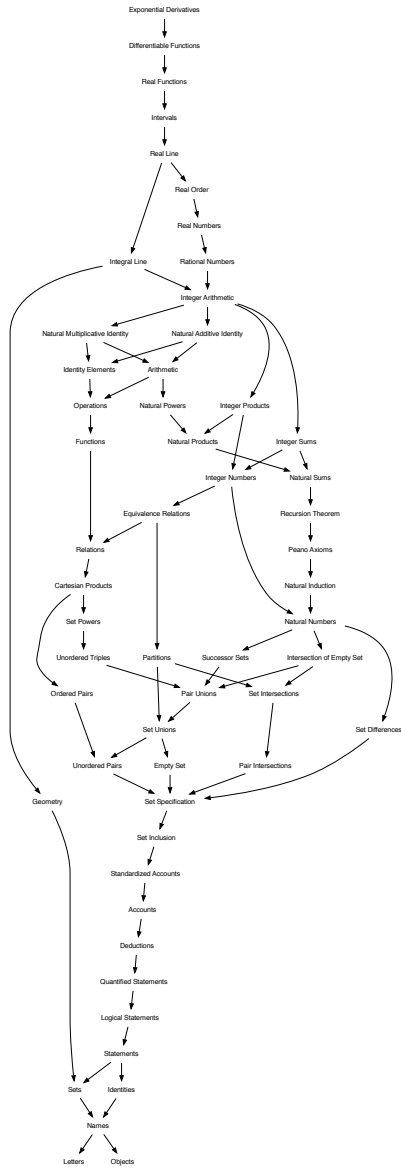 Exponential Derivatives
Differentiable Functions
Real Functions
Intervals
Real Line
Real Order
Real Numbers
Integral Line
Rational Numbers
Integer Arithmetic
Natural Multiplicative Identity
Natural Additive Identity
Identity Elements
Arithmetic
Operations
Natural Powers
Integer Products
Functions
Natural Products
Integer Sums
Integer Numbers
Natural Sums
Equivalence Relations
Recursion Theorem
Relations
Peano Axioms
Cartesian Products
Natural Induction
Set Powers
Natural Numbers
Unordered Triples
Partitions
Successor Sets
Intersection of Empty Set
Ordered Pairs
Pair Unions
Set Intersections
Set Unions
Set Differences
Unordered Pairs
Empty Set
Pair Intersections
Geometry
Set Specification
Set Inclusion
Standardized Accounts
Accounts
Deductions
Quantified Statements
Logical Statements
Statements
Sets
Identities
Names
Letters
Objects